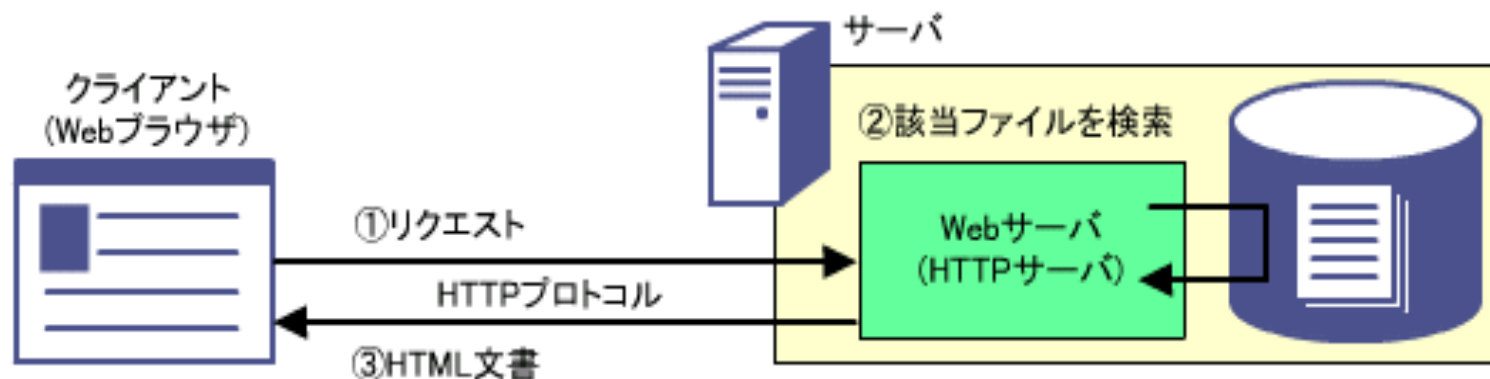 サーバ
クライアント
(Webブラウザ)
②該当ファイルを検索
①リクエスト
Webサーバ
(HTTPサーバ)
HTTPプロトコル
③HTML文書